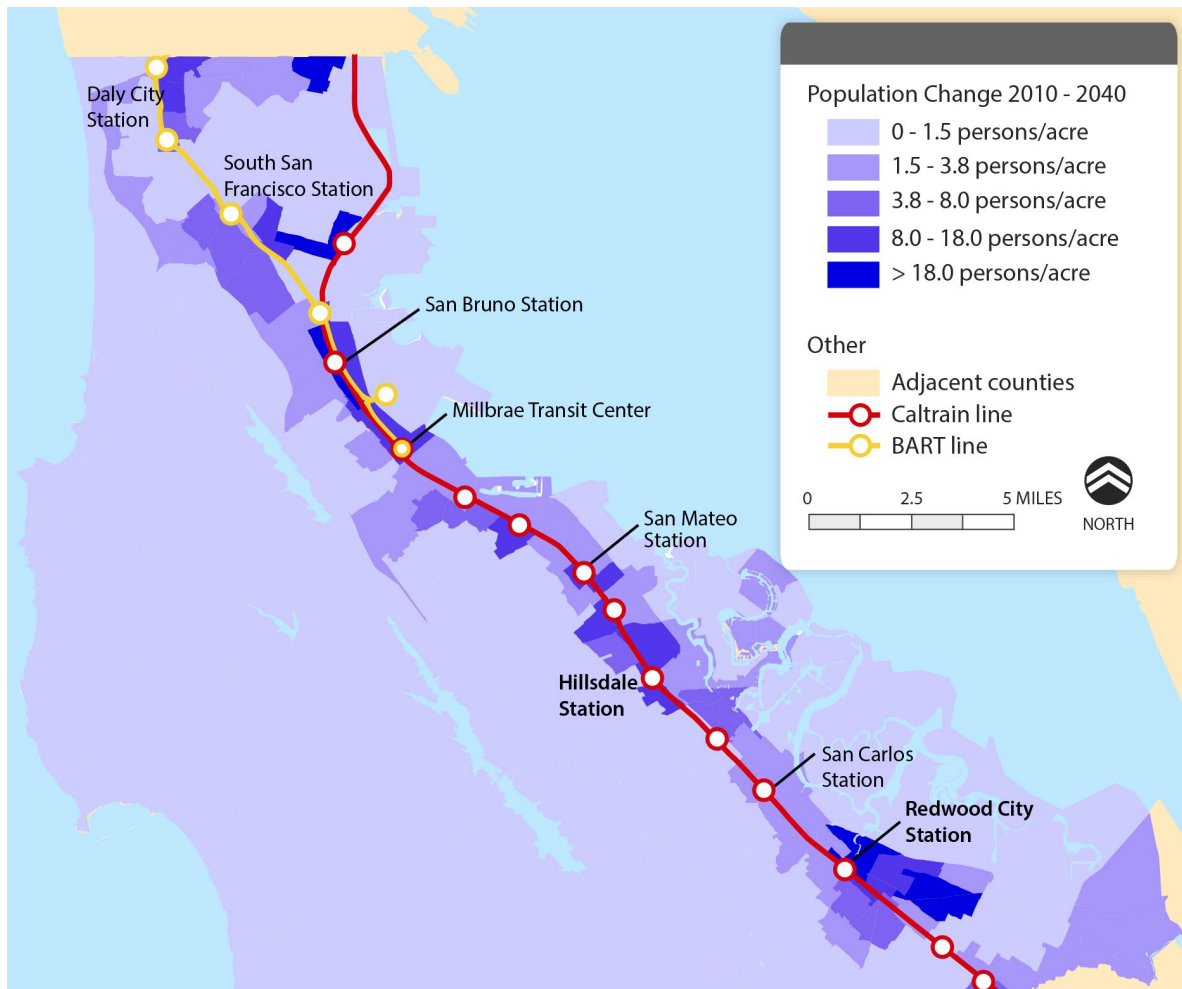 Daly City
Station
South San
Francisco Station
San Bruno Station
Millbrae Transit Center
San Mateo
Station
Hillsdale
Station
San Carlos
Station
Redwood City
Station
Population Change 2010 - 2040
0 - 1.5 persons/acre
1.5 - 3.8 persons/acre
3.8 - 8.0 persons/acre
8.0 - 18.0 persons/acre
> 18.0 persons/acre
Other
Adjacent counties
Caltrain line
BART line
0 2.5 5 MILES
NORTH